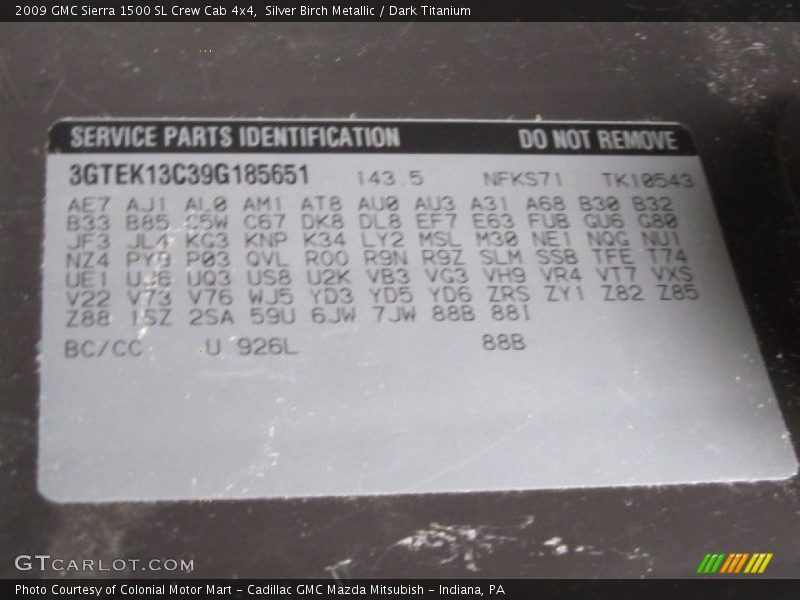 2009 GMC Sierra 1500 SL Crew Cab 4x4,  Silver Birch Metallic / Dark Titanium
SERVICE PARTS IDENTIFICATION DO NOT REMOVE
3GTEK13C39G185651 143.5 NFKS71 TK10543
AE7 AJ1 AL0 AM1 AT8 AU0 AU3 A31 A68 B30 B32
B33 B85 C5W C67 DK8 DL8 EF7 E63 FUB GU6 G80
JF3 JL4 KG3 KNP K34 LY2 MSL M30 NE1 NQG NU1
NZ4 PY9 P03 QVL R00 R9N R9Z SLM SSB TFE T74
UE1 UJ6 UQ3 US8 U2K VB3 VG3 VH9 VR4 VT7 VXS
V22 V73 V76 WJ5 YD3 YD5 YD6 ZRS ZY1 Z82 Z85
Z88 1SZ 2SA 59U 6JW 7JW 88B 88I
BC/CC U 926L 88B
GTCARLOT.COM
Photo Courtesy of Colonial Motor Mart - Cadillac GMC Mazda Mitsubish - Indiana, PA